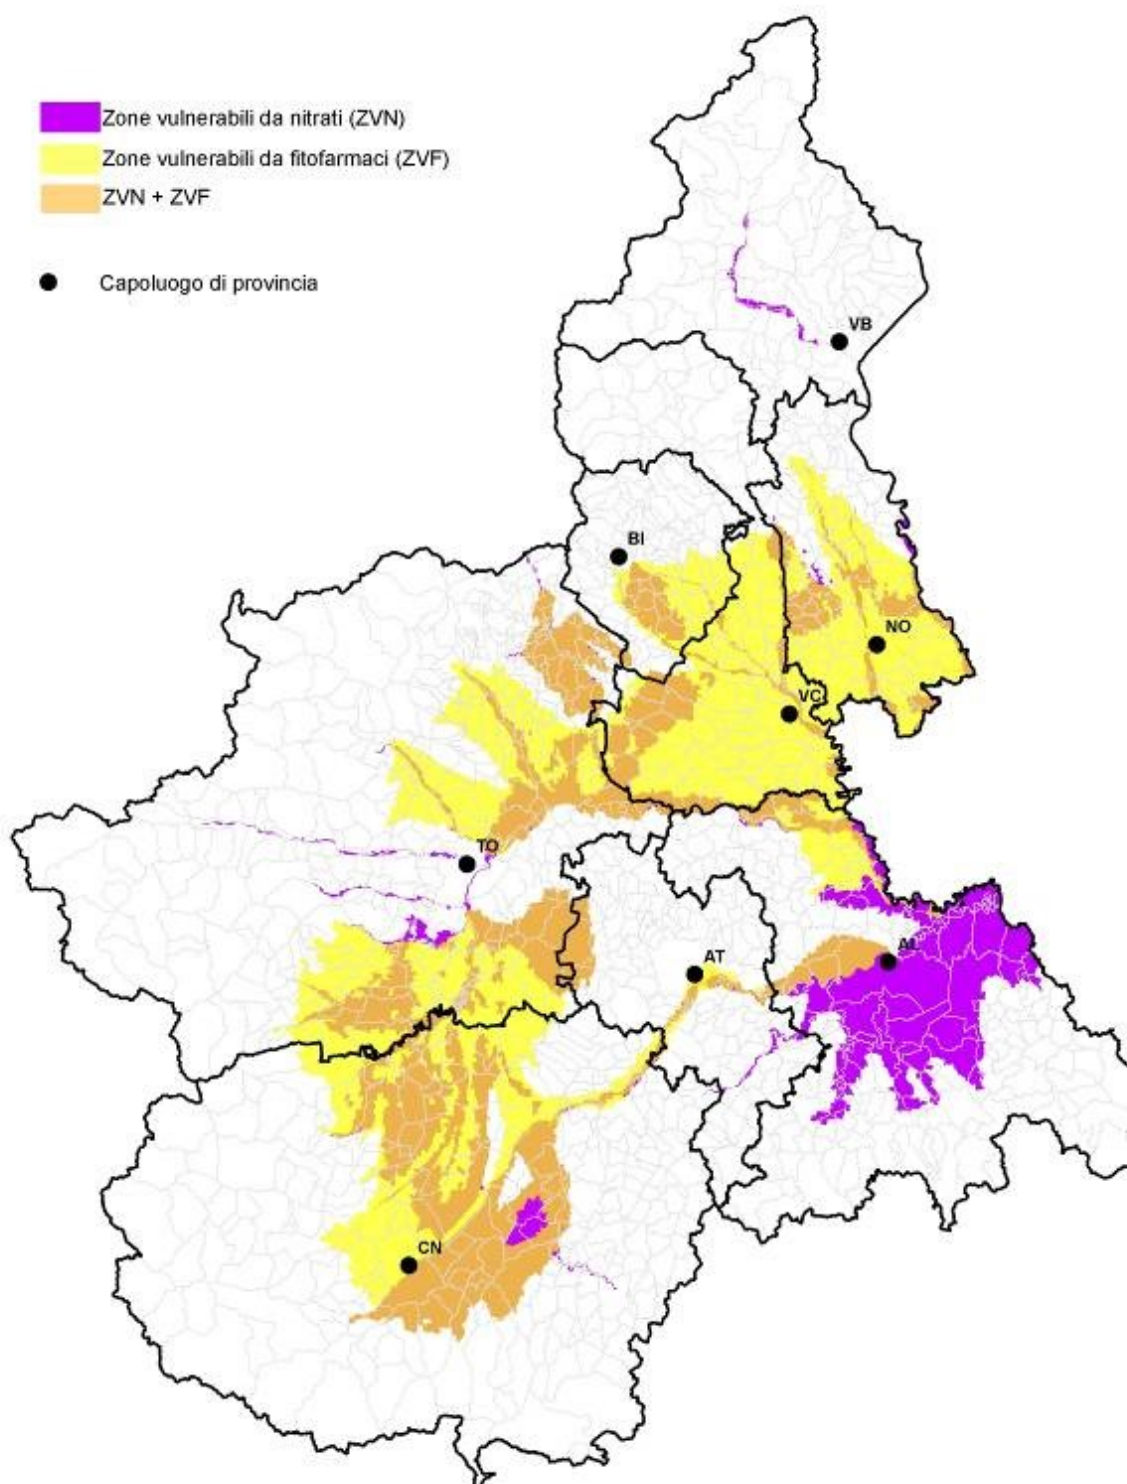 Zone vulnerabili da nitrati (ZVN)
Zone vulnerabili da fitofarmaci (ZVF)
ZVN + ZVF
Capoluogo di provincia
VB
BI
NO
VC
TO
AT
AL
CN